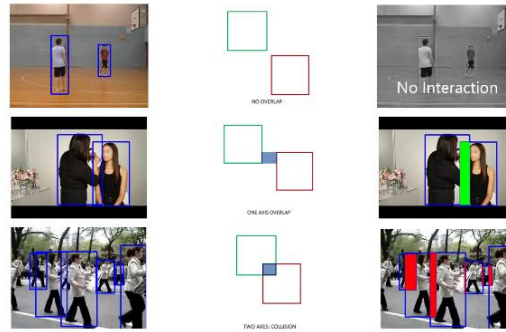 NO OVERLAP
No Interaction
ONE AXIS OVERLAP
TWO AXES: COLLISION